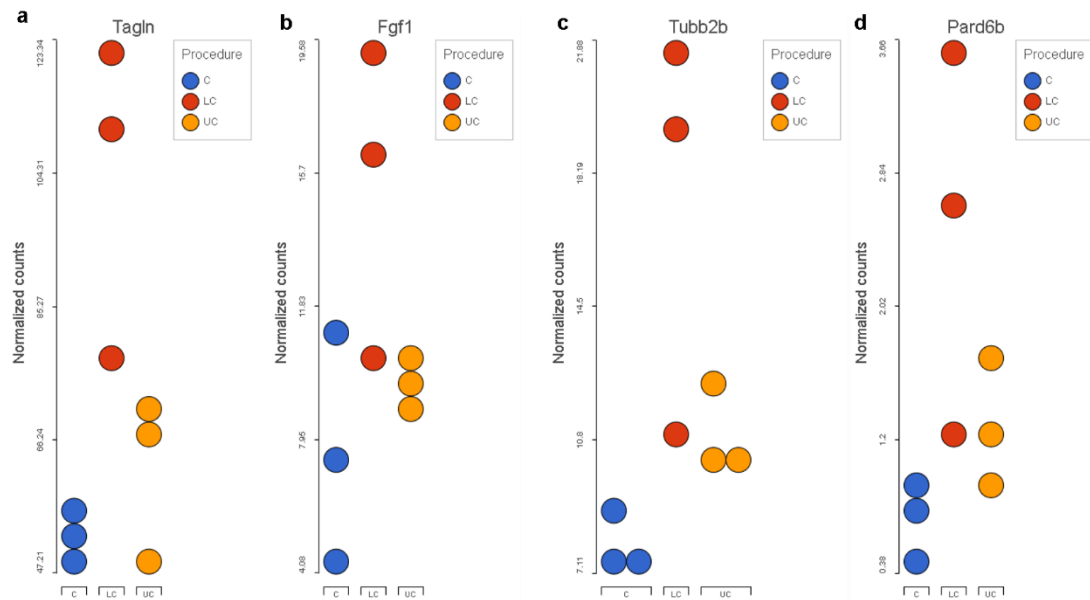 a
Tagln
Normalized counts
123.34
104.31
85.27
66.24
47.21
Procedure
C
LC
UC
C LC UC
b
Fgf1
Normalized counts
19.58
15.7
11.83
7.95
4.08
Procedure
C
LC
UC
C LC UC
c
Tubb2b
Normalized counts
21.88
18.19
14.5
10.8
7.11
Procedure
C
LC
UC
C LC UC
d
Pard6b
Normalized counts
3.66
2.84
2.02
1.2
0.38
Procedure
C
LC
UC
C LC UC